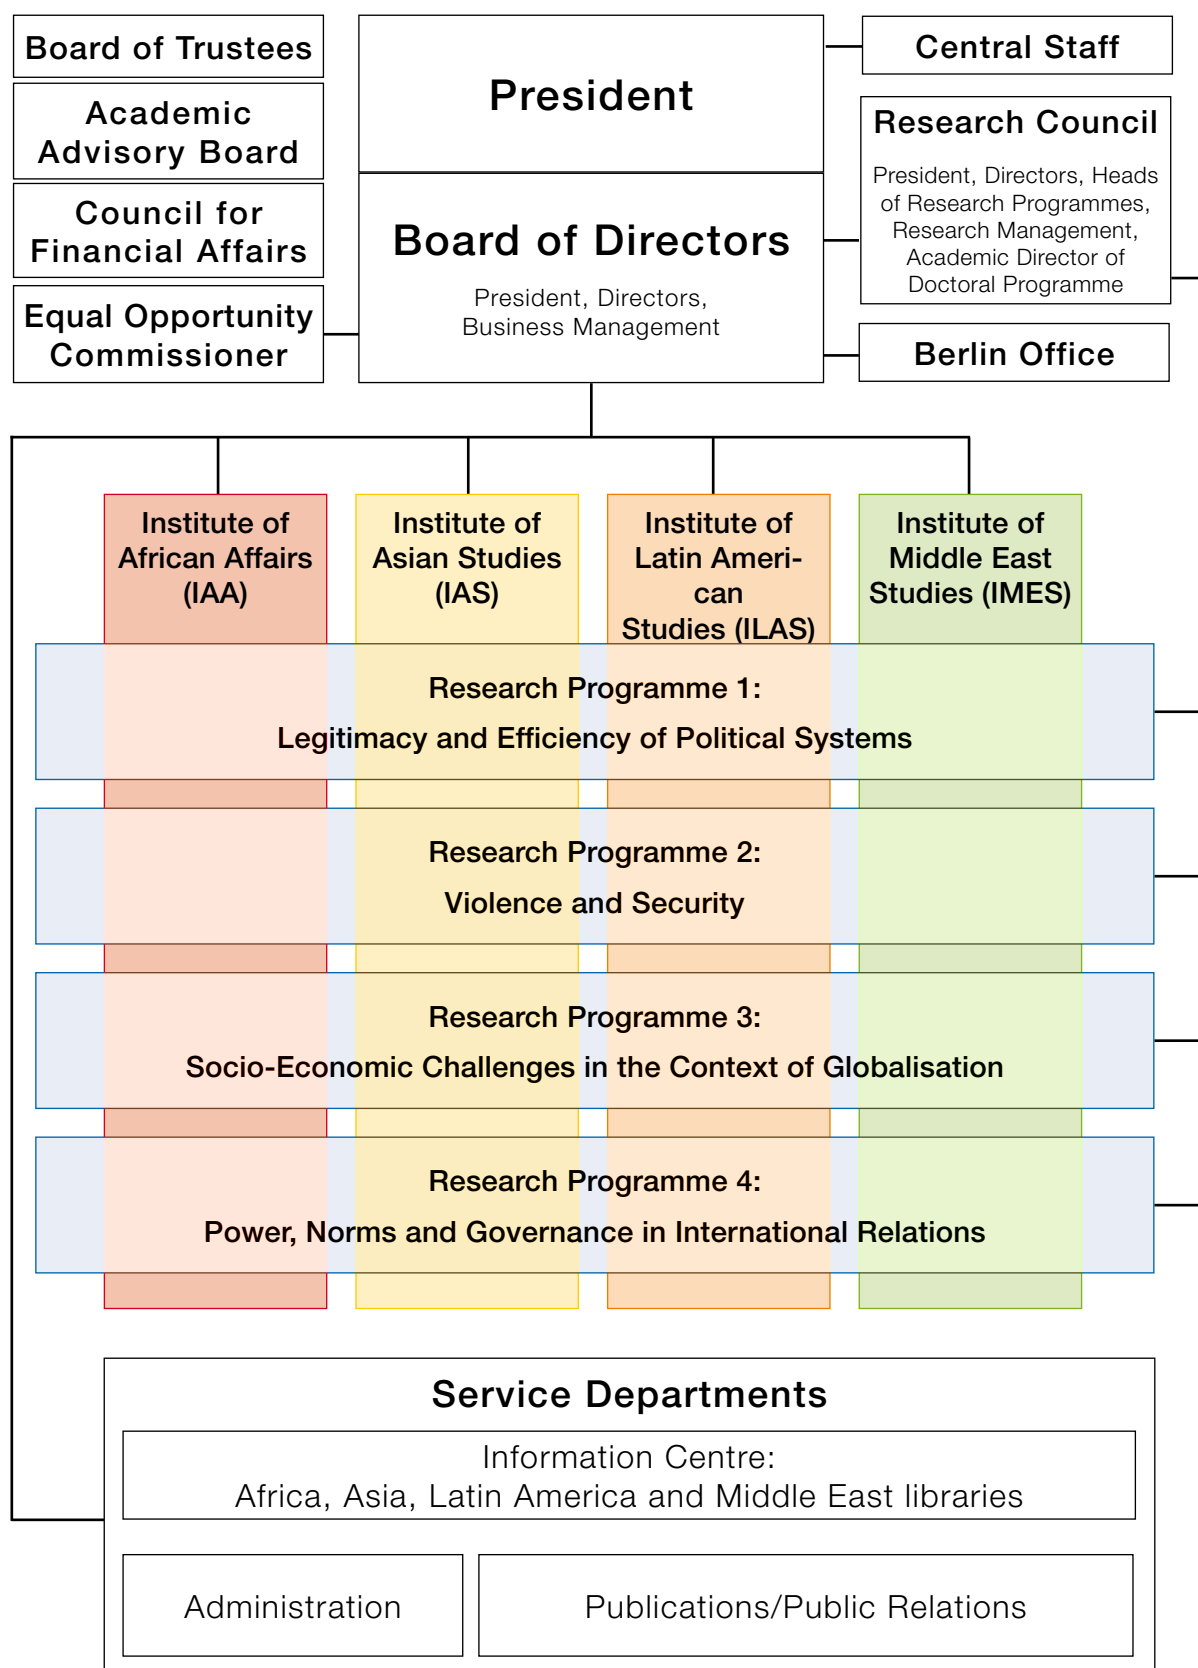 Board of Trustees
Academic
Advisory Board
Council for
Financial Affairs
Equal Opportunity
Commissioner
President
Board of Directors
President, Directors,
Business Management
Central Staff
Research Council
President, Directors, Heads
of Research Programmes,
Research Management,
Academic Director of
Doctoral Programme
Berlin Office
Institute of
African Affairs
(IAA)
Institute of
Asian Studies
(IAS)
Institute of
Latin Ameri-
can
Studies (ILAS)
Institute of
Middle East
Studies (IMES)
Research Programme 1:
Legitimacy and Efficiency of Political Systems
Research Programme 2:
Violence and Security
Research Programme 3:
Socio-Economic Challenges in the Context of Globalisation
Research Programme 4:
Power, Norms and Governance in International Relations
Service Departments
Information Centre:
Africa, Asia, Latin America and Middle East libraries
Administration
Publications/Public Relations